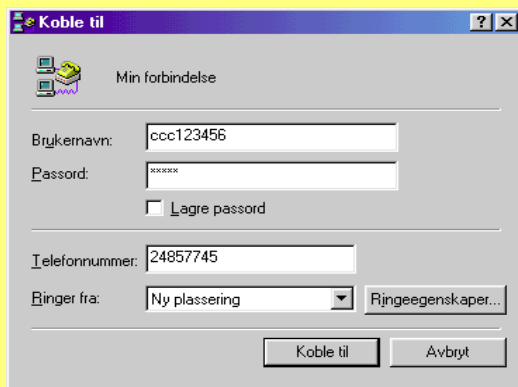 Koble til
Min forbindelse
Brukernavn: ccc123456
Passord: *****
Lagre passord
Telefonnummer: 24857745
Ringer fra: Ny plassering Ringeegenskaper...
Koble til Avbryt